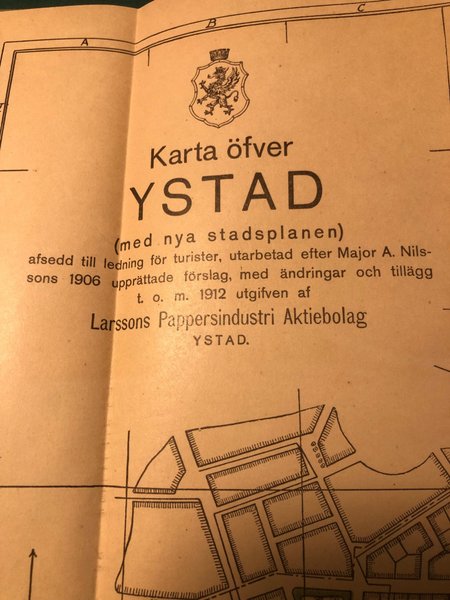 A B C
Karta öfver
YSTAD
(med nya stadsplanen)
afsedd till ledning för turister, utarbetad efter Major A. Nils-
sons 1906 upprättade förslag, med ändringar och tillägg
t. o. m. 1912 utgifven af
Larssons Pappersindustri Aktiebolag
YSTAD.